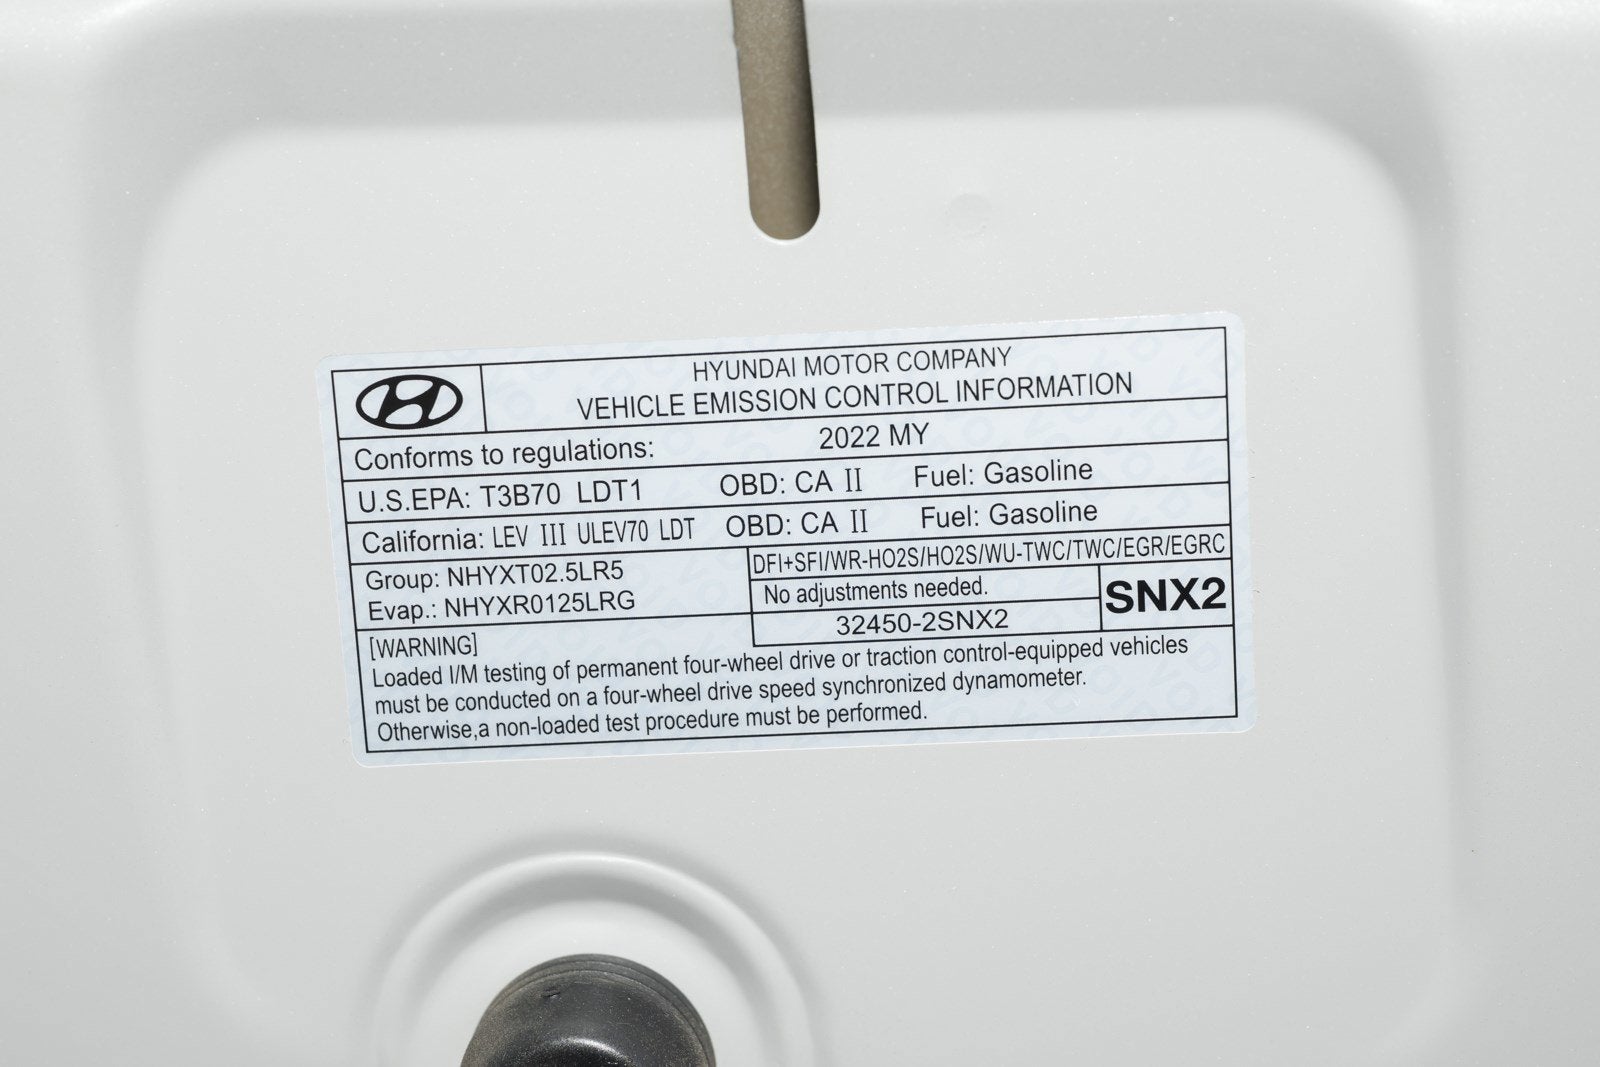 HYUNDAI MOTOR COMPANY
VEHICLE EMISSION CONTROL INFORMATION
Conforms to regulations: 2022 MY
U.S.EPA: T3B70 LDT1 OBD: CA II Fuel: Gasoline
California: LEV III ULEV70 LDT OBD: CA II Fuel: Gasoline
Group: NHYXT02.5LR5
Evap.: NHYXR0125LRG
DFI+SFI/WR-HO2S/HO2S/WU-TWC/TWC/EGR/EGRC
No adjustments needed.
32450-2SNX2
SNX2
[WARNING]
Loaded I/M testing of permanent four-wheel drive or traction control-equipped vehicles
must be conducted on a four-wheel drive speed synchronized dynamometer.
Otherwise,a non-loaded test procedure must be performed.